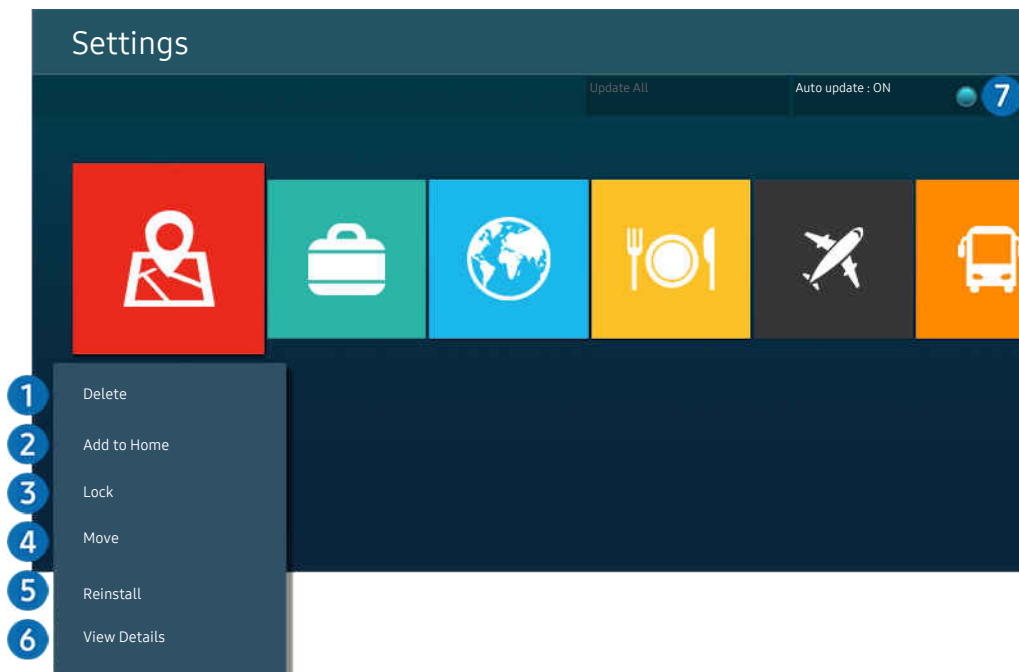 Settings
Update All
Auto update : ON
7
1 Delete
2 Add to Home
3 Lock
4 Move
5 Reinstall
6 View Details